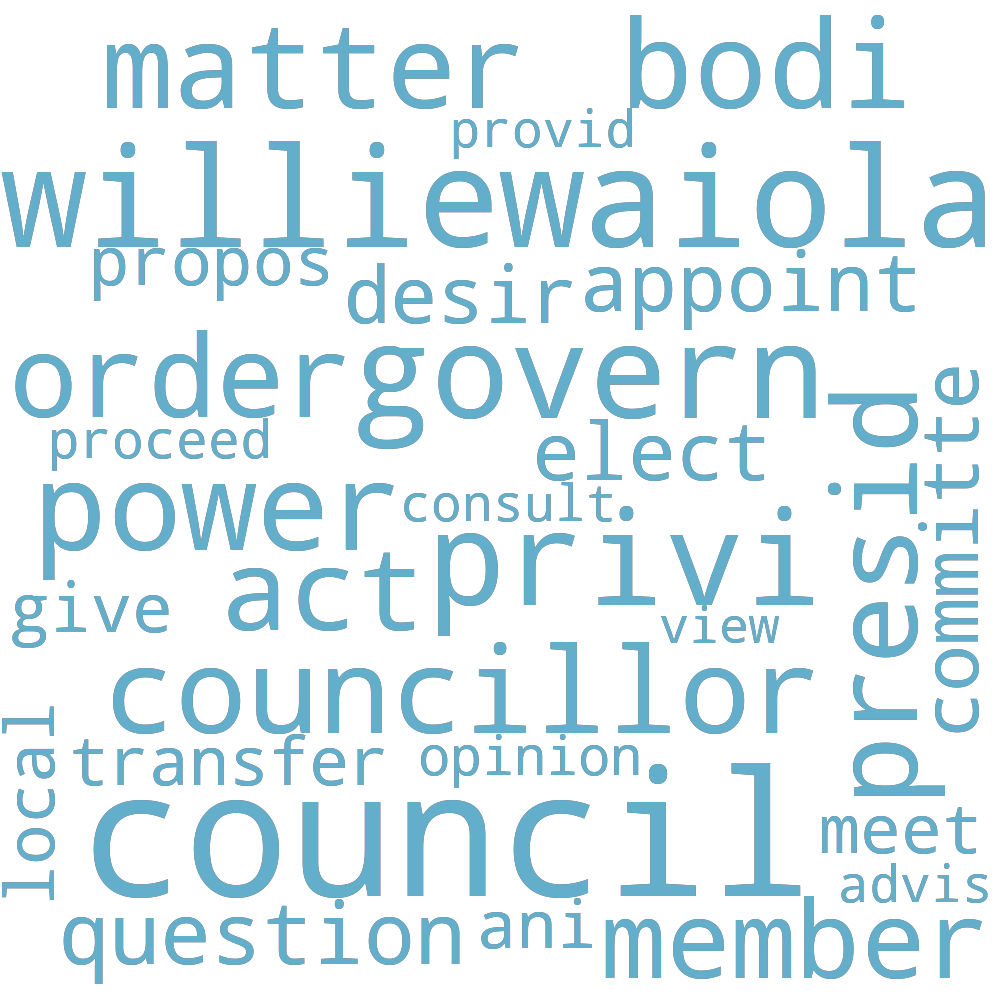 matter bodi
provid
williewaiola
propos
desir appoint
order govern
presid
committe
proceed elect
power consult
privi
act
give view
councillor
local
transfer opinion
council
meet
advis
question ani member